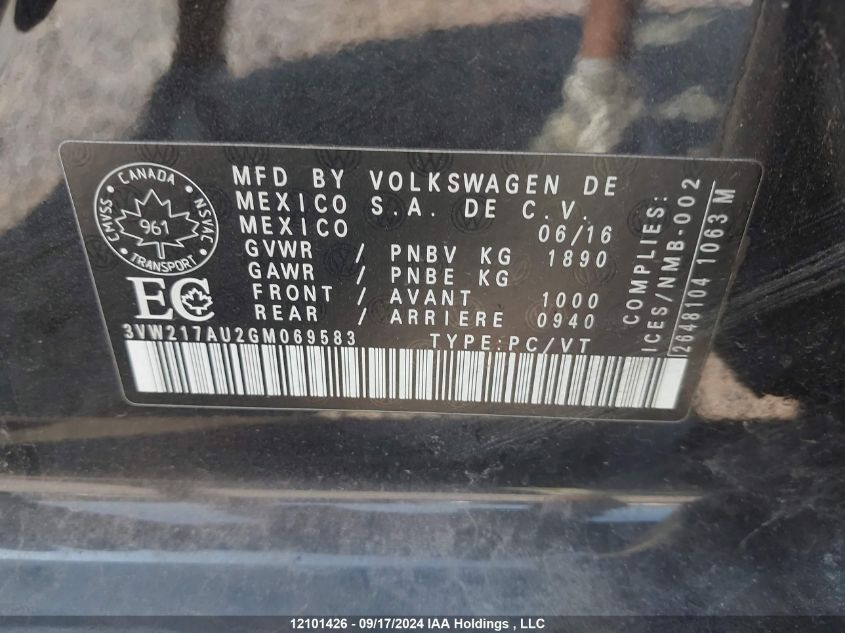 CANADA
CMVSS
NSVAC
961
TRANSPORT
EC
MFD BY VOLKSWAGEN DE
MEXICO S.A. DE C.V.
MEXICO 06/16
GVWR / PNBV KG 1890
GAWR / PNBE KG
FRONT / AVANT 1000
REAR / ARRIERE 0940
3VW217AU2GM069583 TYPE:PC/VT
COMPLIES:
ICES/NMB-002
2648104 1063 M
12101426 - 09/17/2024 IAA Holdings , LLC